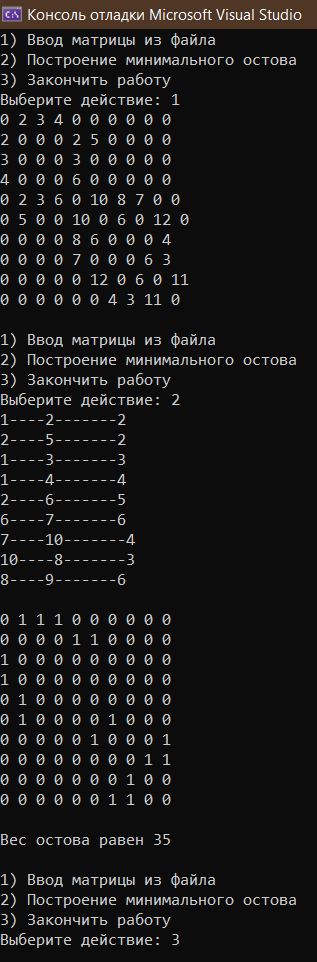 Консоль отладки Microsoft Visual Studio
1) Ввод матрицы из файла
2) Построение минимального остова
3) Закончить работу
Выберите действие: 1
0 2 3 4 0 0 0 0 0 0
2 0 0 0 2 5 0 0 0 0
3 0 0 0 3 0 0 0 0 0
4 0 0 0 6 0 0 0 0 0
0 2 3 6 0 10 8 7 0 0
0 5 0 0 10 0 6 0 12 0
0 0 0 0 8 6 0 0 0 4
0 0 0 0 7 0 0 0 6 3
0 0 0 0 0 12 0 6 0 11
0 0 0 0 0 0 4 3 11 0
1) Ввод матрицы из файла
2) Построение минимального остова
3) Закончить работу
Выберите действие: 2
1----2-------2
2----5-------2
1----3-------3
1----4-------4
2----6-------5
6----7-------6
7----10-------4
10----8-------3
8----9-------6
0 1 1 1 0 0 0 0 0 0
0 0 0 0 1 1 0 0 0 0
1 0 0 0 0 0 0 0 0 0
1 0 0 0 0 0 0 0 0 0
0 1 0 0 0 0 0 0 0 0
0 1 0 0 0 0 1 0 0 0
0 0 0 0 0 1 0 0 0 1
0 0 0 0 0 0 0 0 1 1
0 0 0 0 0 0 0 1 0 0
0 0 0 0 0 0 1 1 0 0
Вес остова равен 35
1) Ввод матрицы из файла
2) Построение минимального остова
3) Закончить работу
Выберите действие: 3